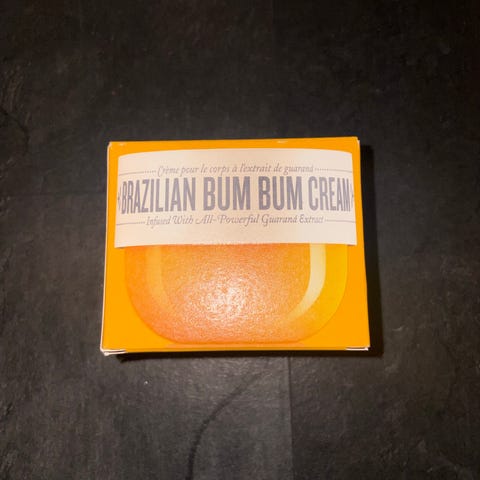 Crème pour le corps à l'extrait de guaraná
BRAZILIAN BUM BUM CREAM
Infused With All-Powerful Guaraná Extract